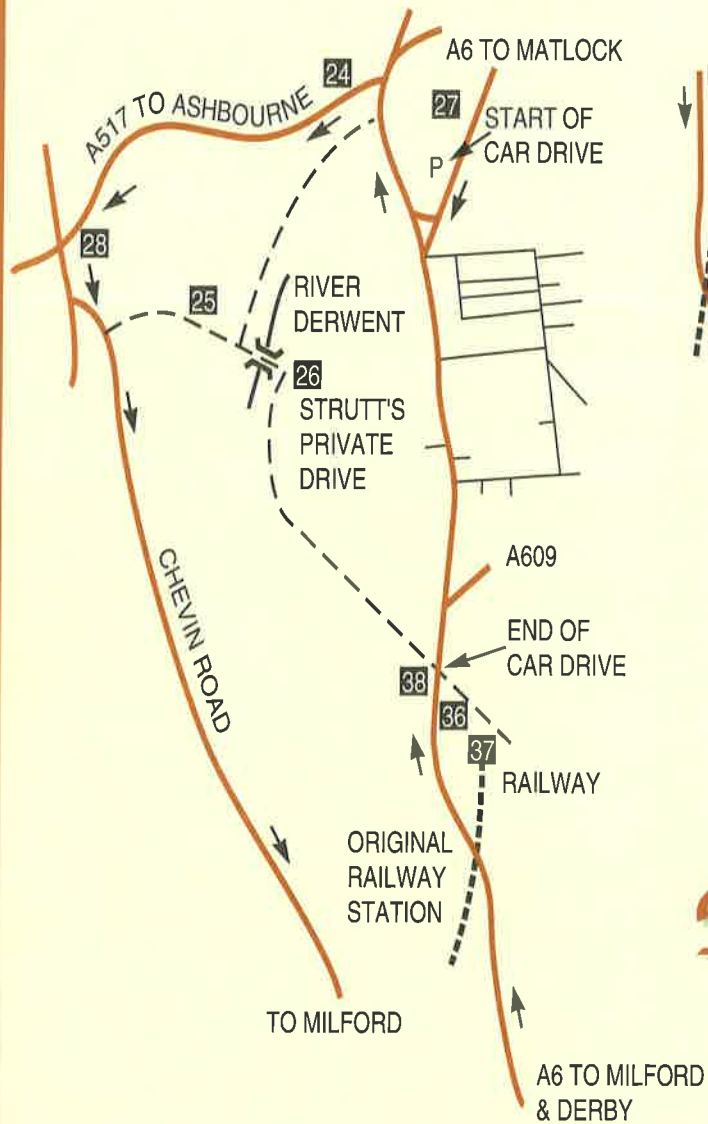 A6 TO MATLOCK
24
A517 TO ASHBOURNE
27
START OF
CAR DRIVE
P
28
25
RIVER
DERWENT
26
STRUTT'S
PRIVATE
DRIVE
A609
CHEVIN ROAD
END OF
CAR DRIVE
38
36
37
RAILWAY
ORIGINAL
RAILWAY
STATION
TO MILFORD
A6 TO MILFORD
& DERBY